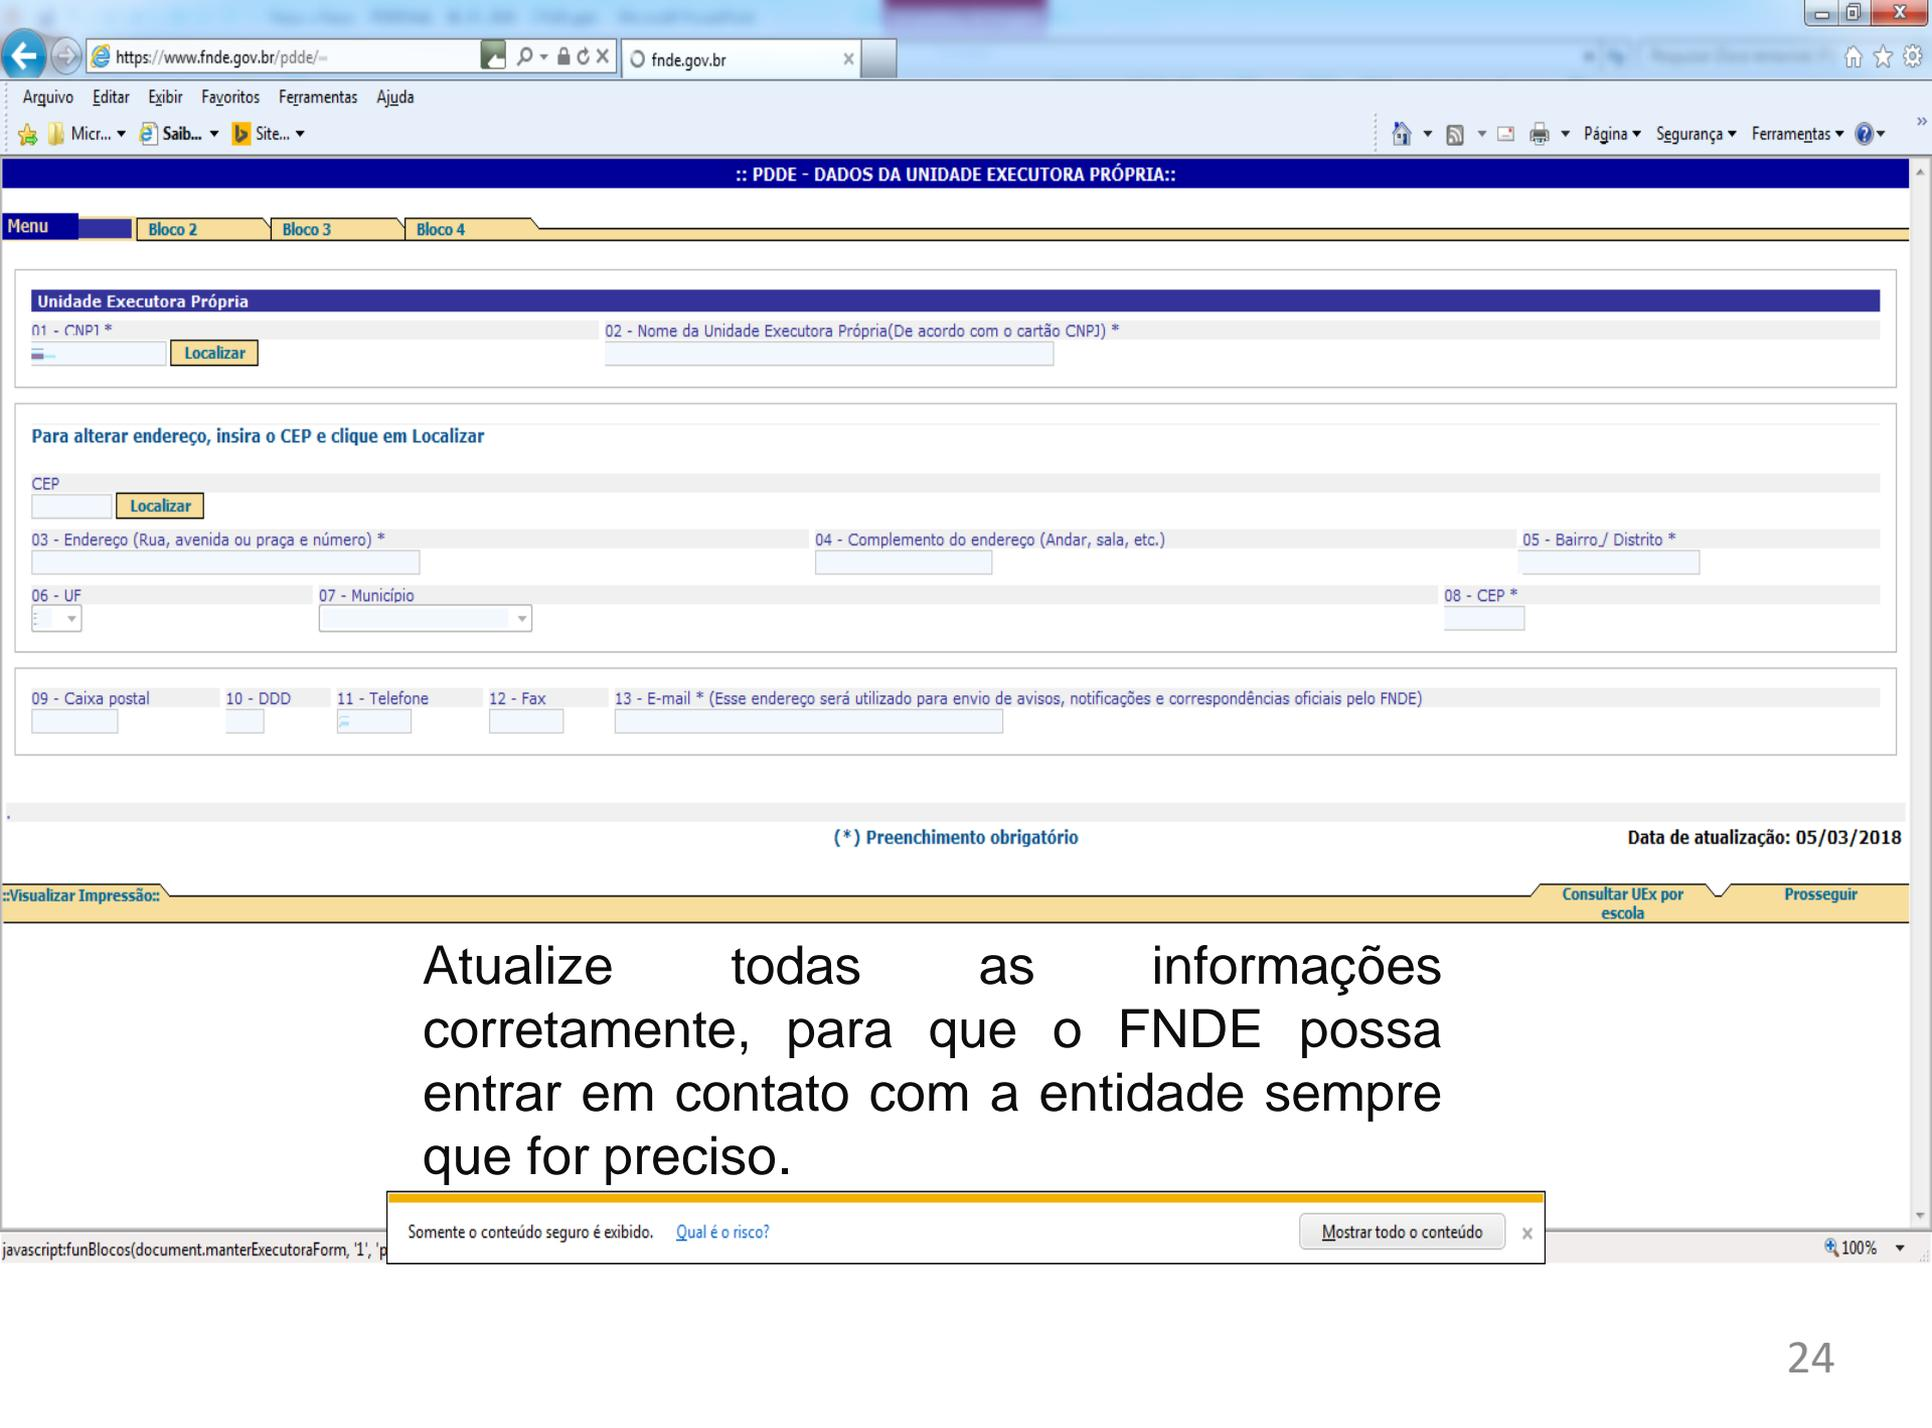 https://www.fnde.gov.br/pdde/
fnde.gov.br
Arquivo Editar Exibir Favoritos Ferramentas Ajuda
Micr... Saib... Site...
Página Segurança Ferramentas
:: PDDE - DADOS DA UNIDADE EXECUTORA PRÓPRIA::
Menu Bloco 2 Bloco 3 Bloco 4
Unidade Executora Própria
01 - CNPJ * 02 - Nome da Unidade Executora Própria(De acordo com o cartão CNPJ) *
Localizar
Para alterar endereço, insira o CEP e clique em Localizar
CEP
Localizar
03 - Endereço (Rua, avenida ou praça e número) * 04 - Complemento do endereço (Andar, sala, etc.) 05 - Bairro / Distrito *
06 - UF 07 - Município 08 - CEP *
09 - Caixa postal 10 - DDD 11 - Telefone 12 - Fax 13 - E-mail * (Esse endereço será utilizado para envio de avisos, notificações e correspondências oficiais pelo FNDE)
(*) Preenchimento obrigatório Data de atualização: 05/03/2018
::Visualizar Impressão:: Consultar UEx por
escola Prosseguir
Atualize todas as informações
corretamente, para que o FNDE possa
entrar em contato com a entidade sempre
que for preciso.
Somente o conteúdo seguro é exibido. Qual é o risco? Mostrar todo o conteúdo
javascript:funBlocos(document.manterExecutoraForm, '1', 'p 100%
24